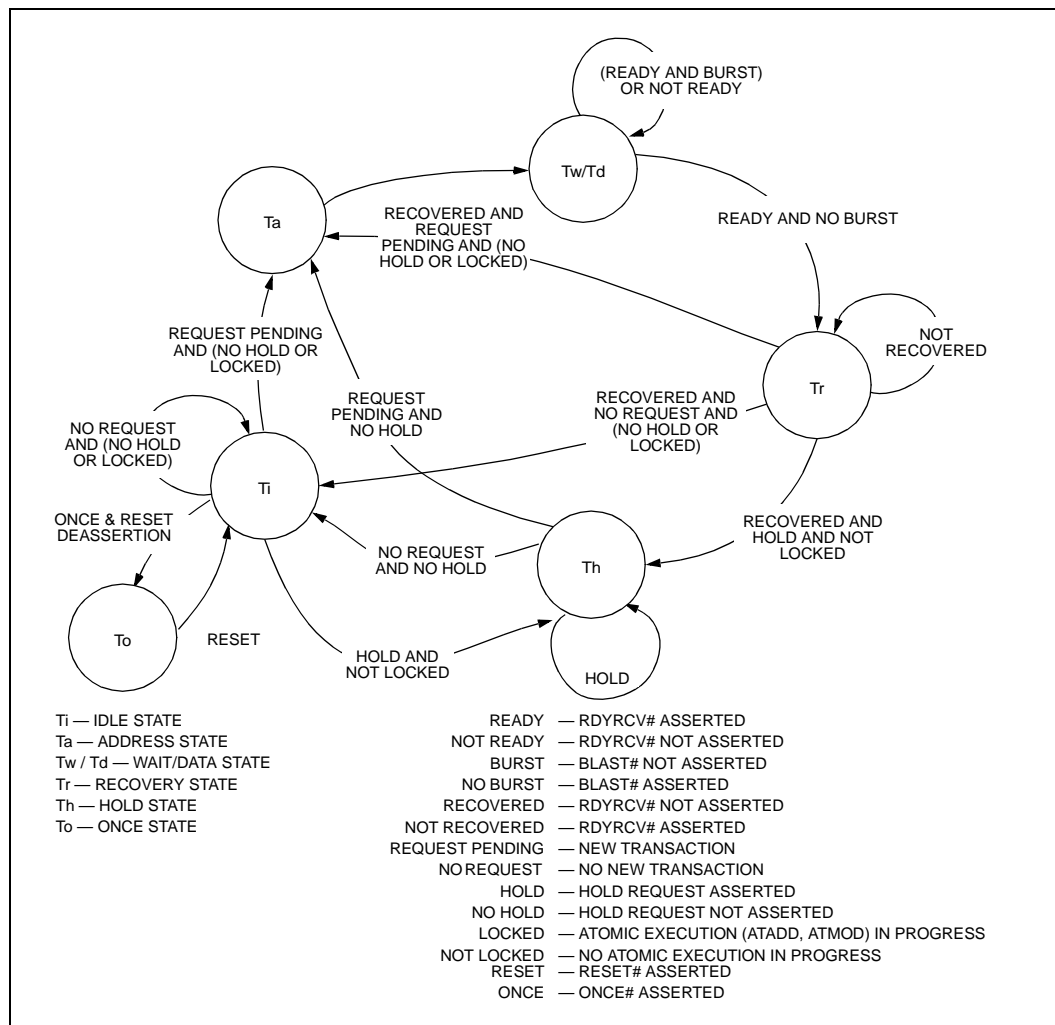 (READY AND BURST)
OR NOT READY
Tw/Td
Ta
READY AND NO BURST
RECOVERED AND
REQUEST
PENDING AND (NO
HOLD OR LOCKED)
REQUEST PENDING
AND (NO HOLD OR
LOCKED)
NOT
RECOVERED
Tr
REQUEST
PENDING AND
NO HOLD
RECOVERED AND
NO REQUEST AND
(NO HOLD OR
LOCKED)
NO REQUEST
AND (NO HOLD
OR LOCKED)
Ti
ONCE & RESET
DEASSERTION
RECOVERED AND
HOLD AND NOT
LOCKED
NO REQUEST
AND NO HOLD
Th
To
RESET
HOLD AND
NOT LOCKED
HOLD
Ti — IDLE STATE
Ta — ADDRESS STATE
Tw / Td — WAIT/DATA STATE
Tr — RECOVERY STATE
Th — HOLD STATE
To — ONCE STATE
READY — RDYRCV# ASSERTED
NOT READY — RDYRCV# NOT ASSERTED
BURST — BLAST# NOT ASSERTED
NO BURST — BLAST# ASSERTED
RECOVERED — RDYRCV# NOT ASSERTED
NOT RECOVERED — RDYRCV# ASSERTED
REQUEST PENDING — NEW TRANSACTION
NO REQUEST — NO NEW TRANSACTION
HOLD — HOLD REQUEST ASSERTED
NO HOLD — HOLD REQUEST NOT ASSERTED
LOCKED — ATOMIC EXECUTION (ATADD, ATMOD) IN PROGRESS
NOT LOCKED — NO ATOMIC EXECUTION IN PROGRESS
RESET — RESET# ASSERTED
ONCE — ONCE# ASSERTED